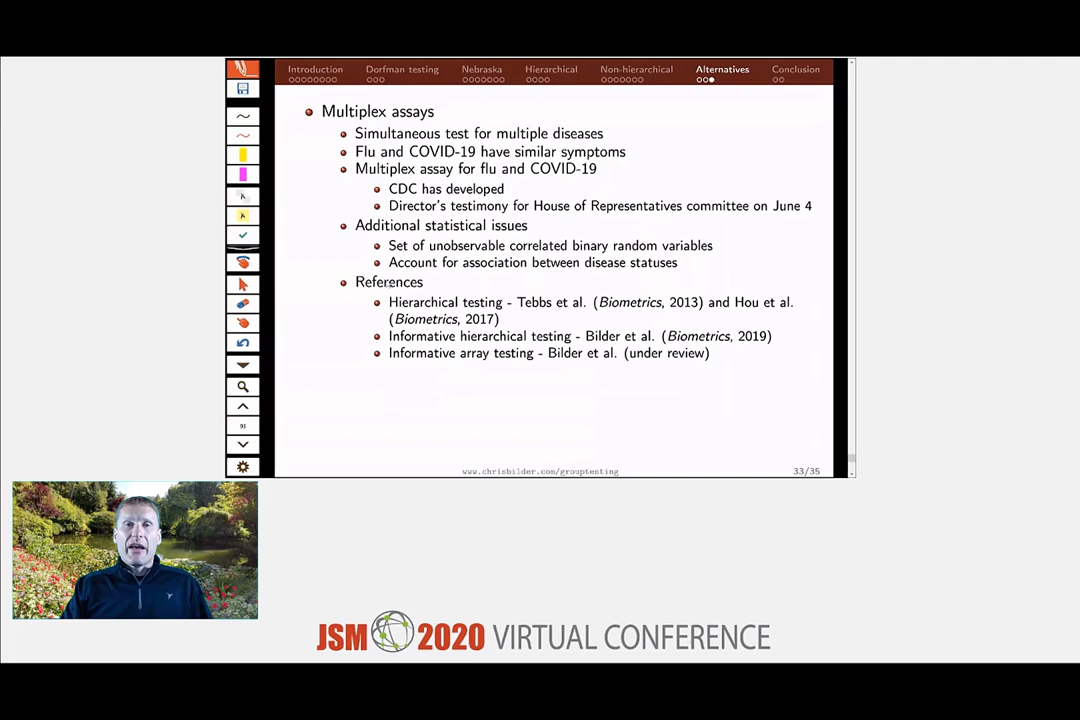 Introduction Dorfman testing Nebraska Hierarchical Non-hierarchical Alternatives Conclusion
Multiplex assays
Simultaneous test for multiple diseases
Flu and COVID-19 have similar symptoms
Multiplex assay for flu and COVID-19
CDC has developed
Director's testimony for House of Representatives committee on June 4
Additional statistical issues
Set of unobservable correlated binary random variables
Account for association between disease statuses
References
Hierarchical testing - Tebbs et al. (Biometrics, 2013) and Hou et al.
(Biometrics, 2017)
Informative hierarchical testing - Bilder et al. (Biometrics, 2019)
Informative array testing - Bilder et al. (under review)
www.chrisbilder.com/grouptesting 33/35
JSM 2020 VIRTUAL CONFERENCE